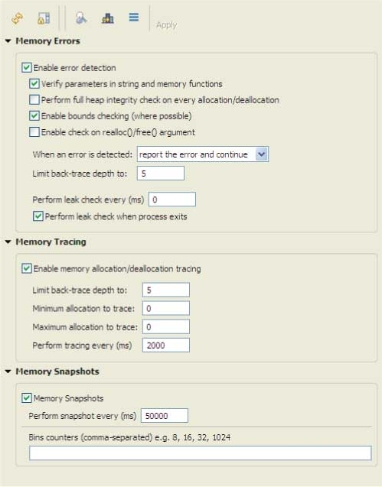 Apply
Memory Errors
Enable error detection
Verify parameters in string and memory functions
Perform full heap integrity check on every allocation/deallocation
Enable bounds checking (where possible)
Enable check on realloc()/free() argument
When an error is detected: report the error and continue
Limit back-trace depth to: 5
Perform leak check every (ms) 0
Perform leak check when process exits
Memory Tracing
Enable memory allocation/deallocation tracing
Limit back-trace depth to: 5
Minimum allocation to trace: 0
Maximum allocation to trace: 0
Perform tracing every (ms) 2000
Memory Snapshots
Memory Snapshots
Perform snapshot every (ms) 50000
Bins counters (comma-separated) e.g. 8, 16, 32, 1024